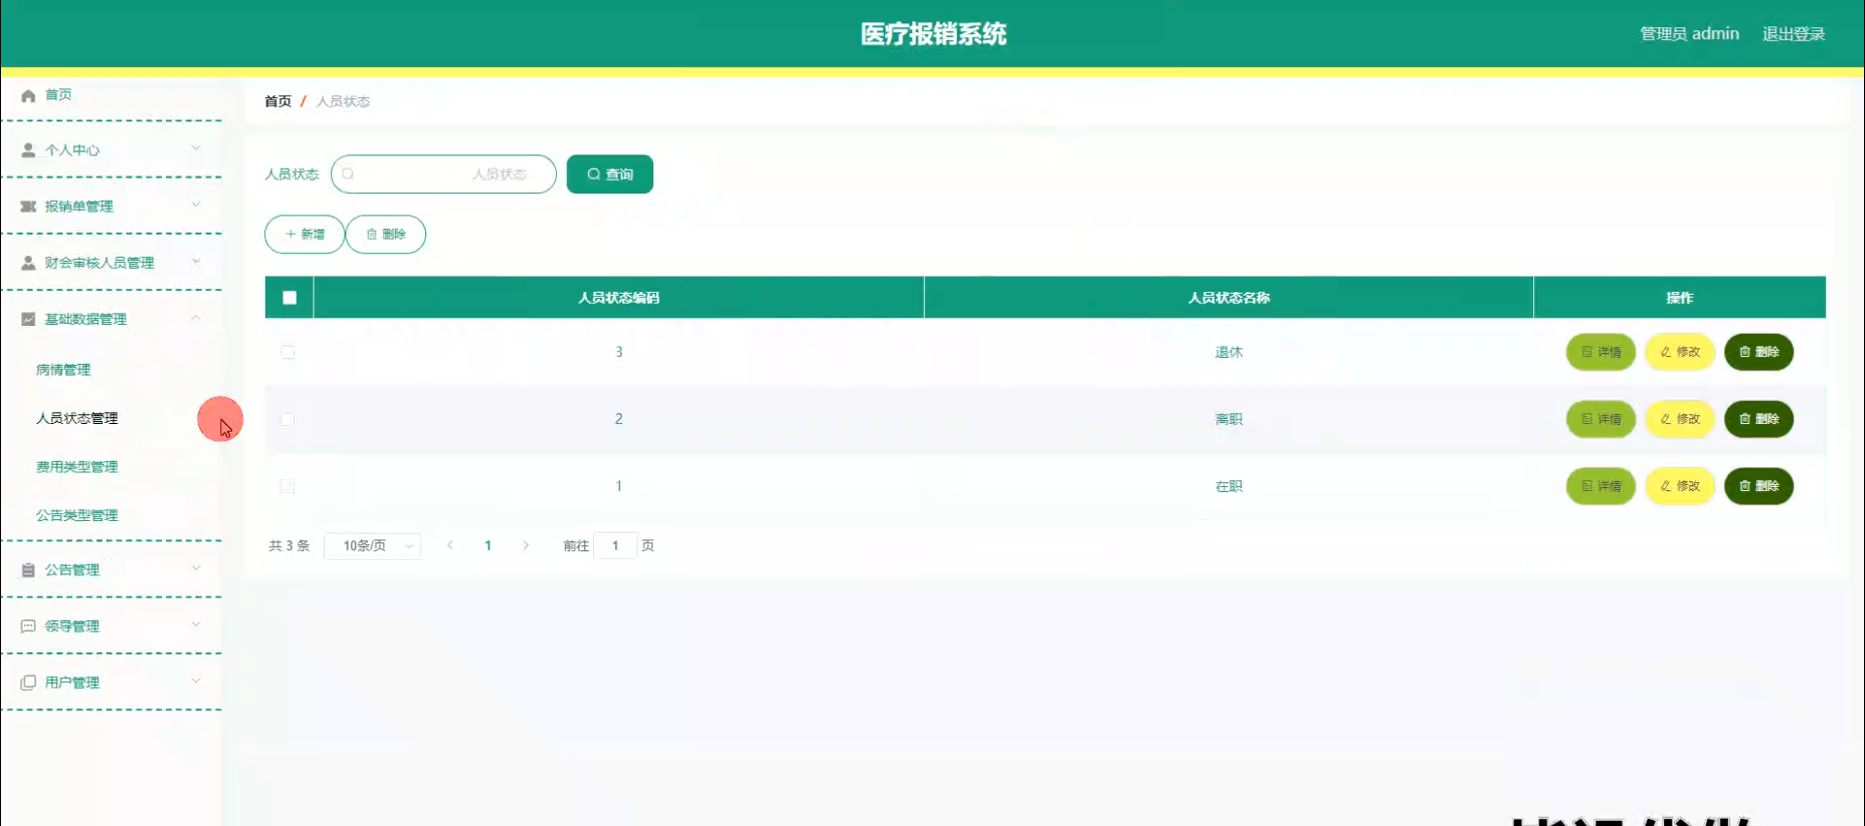 医疗报销系统
管理员 admin 退出登录
首页
个人中心
报销单管理
财会审核人员管理
基础数据管理
病情管理
人员状态管理
费用类型管理
公告类型管理
公告管理
领导管理
用户管理
首页 / 人员状态
人员状态 人员状态 查询
新增 删除
人员状态编码 人员状态名称 操作
3 退休 详情 修改 删除
2 离职 详情 修改 删除
1 在职 详情 修改 删除
共 3 条 10条/页 1 前往 1 页